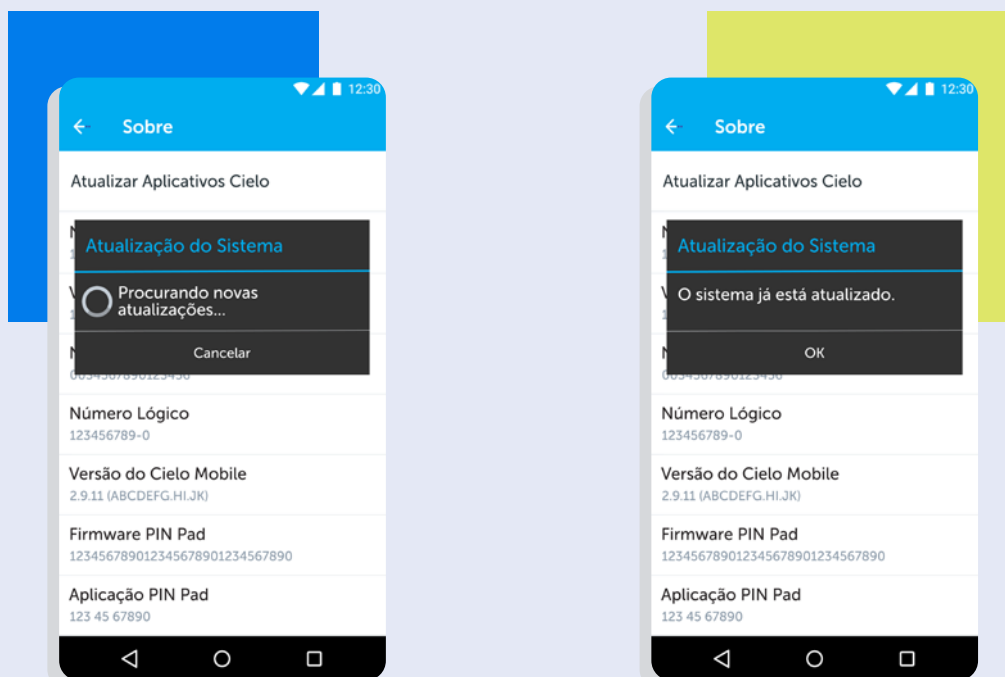 12:30
Sobre
Atualizar Aplicativos Cielo
Atualização do Sistema
Procurando novas
atualizações...
Cancelar
Número Lógico
123456789-0
Versão do Cielo Mobile
2.9.11 (ABCDEFG.HI.JK)
Firmware PIN Pad
123456789012345678901234567890
Aplicação PIN Pad
123 45 67890
12:30
Sobre
Atualizar Aplicativos Cielo
Atualização do Sistema
O sistema já está atualizado.
OK
Número Lógico
123456789-0
Versão do Cielo Mobile
2.9.11 (ABCDEFG.HI.JK)
Firmware PIN Pad
123456789012345678901234567890
Aplicação PIN Pad
123 45 67890